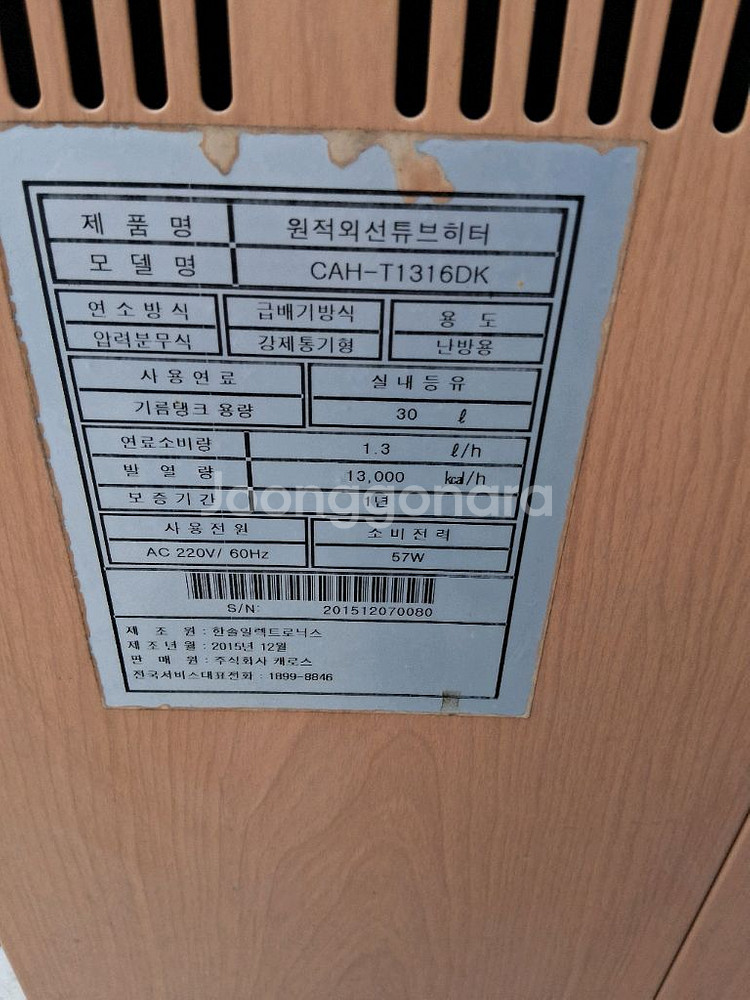 제 품 명 원적외선튜브히터
모 델 명 CAH-T1316DK
연 소 방 식 급배기방식 용 도
압력분무식 강제통기형 난방용
사 용 연 료 실 내 등 유
기름탱크 용량 30 ℓ
연료소비량 1.3 ℓ/h
발 열 량 13,000 ㎉/h
보 증 기 간 1년
Joonggonara
사 용 전 원 소 비 전 력
AC 220V/ 60Hz 57W
S/N: 201512070080
제 조 원 : 한솔일렉트로닉스
제 조 년 월 : 2015년 12월
판 매 원 : 주식회사 캐로스
전국서비스대표전화 : 1899-8846